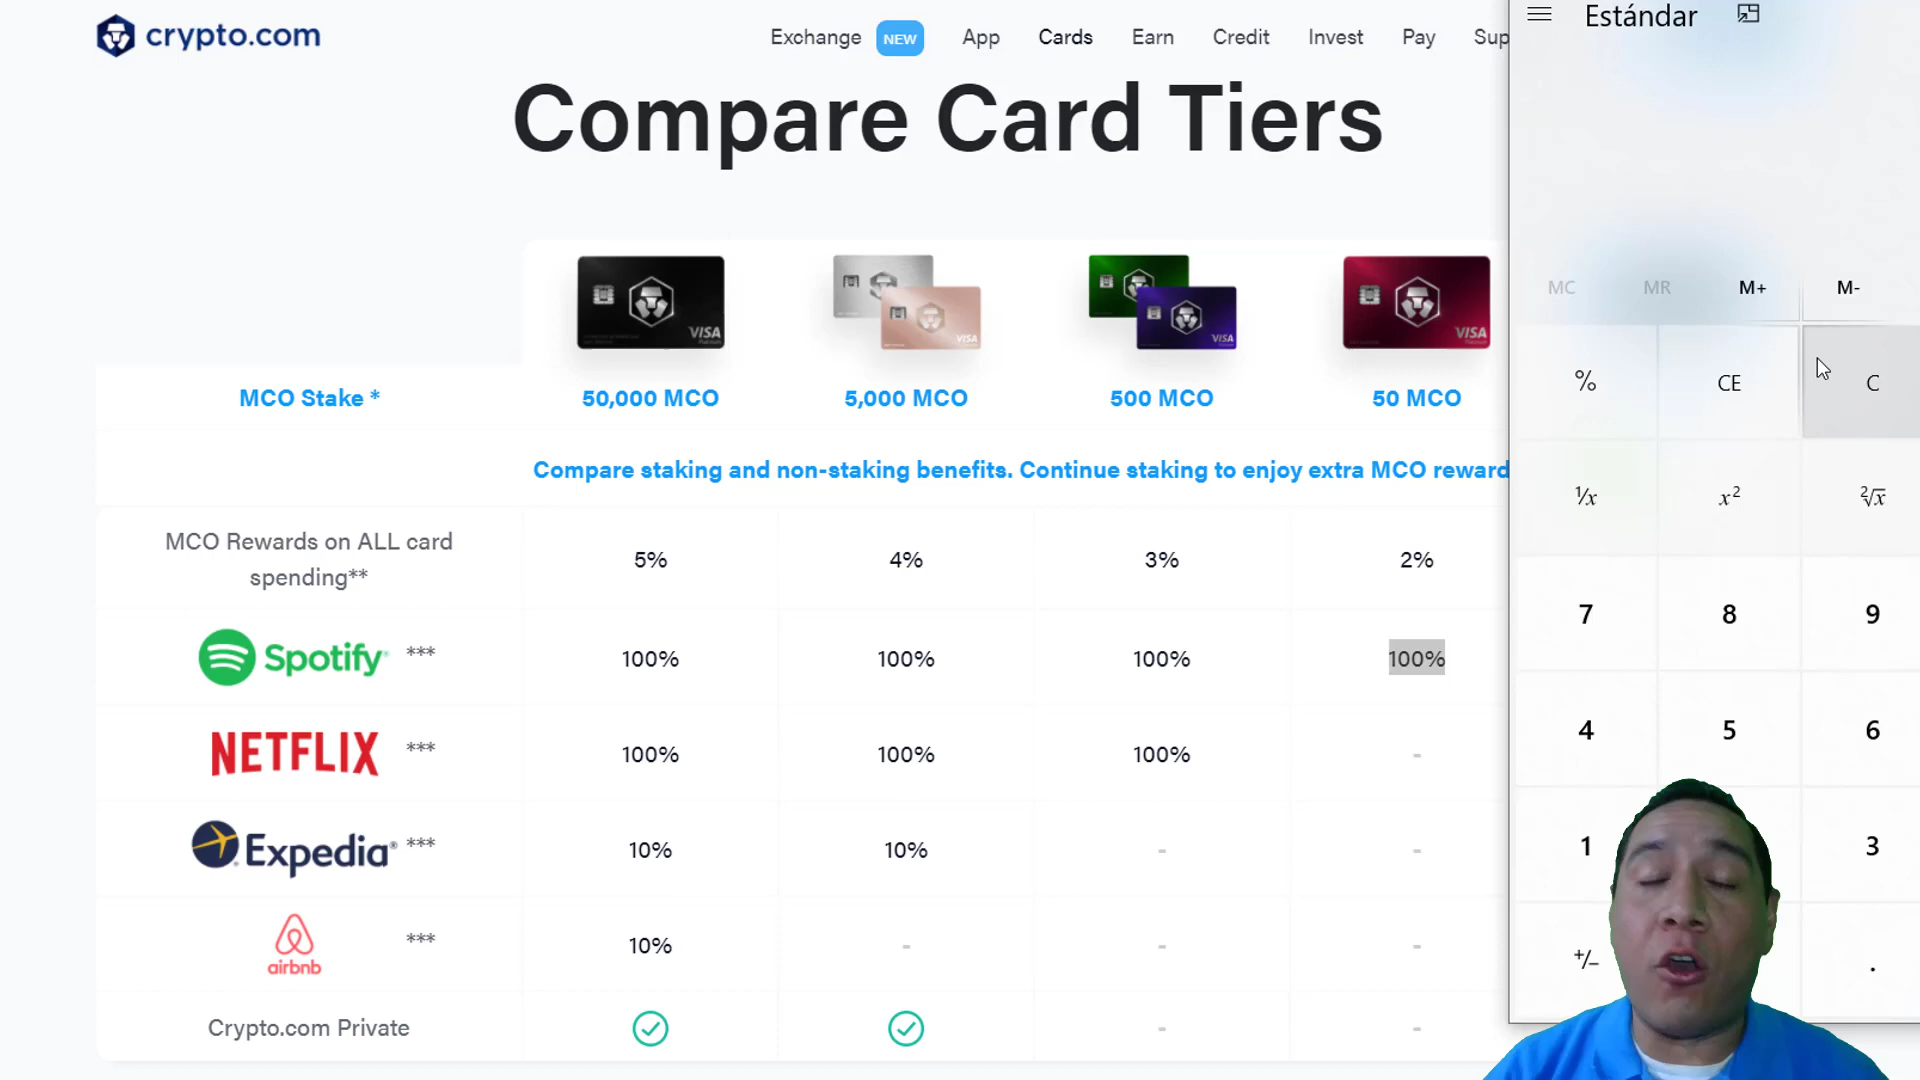 crypto.com
Exchange NEW App Cards Earn Credit Invest Pay Sup
Compare Card Tiers
Estándar
VISA VISA VISA VISA
MCO Stake * 50,000 MCO 5,000 MCO 500 MCO 50 MCO
Compare staking and non-staking benefits. Continue staking to enjoy extra MCO reward
MCO Rewards on ALL card
spending** 5% 4% 3% 2%
Spotify *** 100% 100% 100% 100%
NETFLIX *** 100% 100% 100% -
Expedia *** 10% 10% - -
airbnb *** 10% - - -
Crypto.com Private - -
MC MR M+ M-
% CE C
1/x x² ²√x
7 8 9
4 5 6
1 3
+/- .